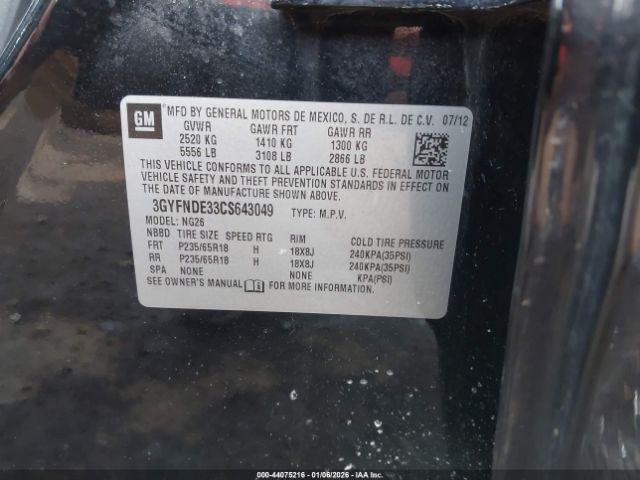 GM
MFD BY GENERAL MOTORS DE MEXICO, S. DE R.L. DE C.V. 07/12
GVWR GAWR FRT GAWR RR
2520 KG 1410 KG 1300 KG
5556 LB 3108 LB 2866 LB
THIS VEHICLE CONFORMS TO ALL APPLICABLE U.S. FEDERAL MOTOR
VEHICLE SAFETY AND THEFT PREVENTION STANDARDS IN EFFECT ON
THE DATE OF MANUFACTURE SHOWN ABOVE.
3GYFNDE33CS643049 TYPE: M.P.V.
MODEL: NG26
NBBD TIRE SIZE SPEED RTG RIM COLD TIRE PRESSURE
FRT P235/65R18 H 18X8J 240KPA(35PSI)
RR P235/65R18 H 18X8J 240KPA(35PSI)
SPA NONE NONE KPA(PSI)
SEE OWNER'S MANUAL FOR MORE INFORMATION.
000-44075216 - 01/06/2026 - IAAI.com